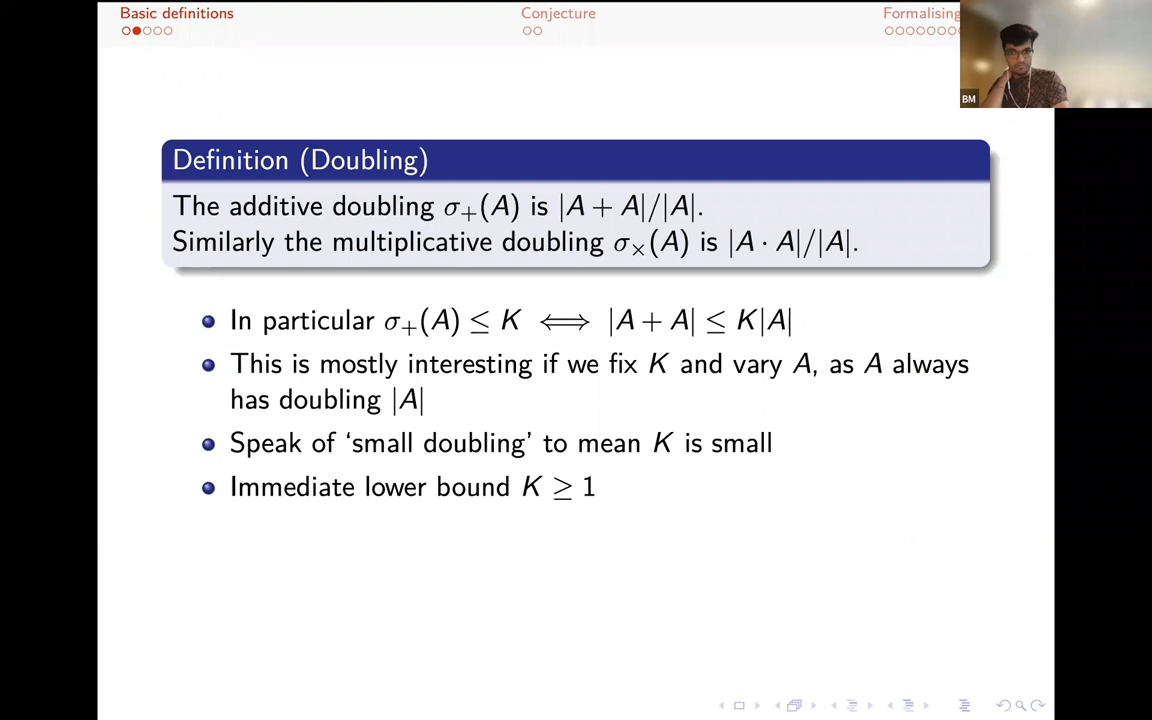 Basic definitions
Conjecture
Formalising
BM
Definition (Doubling)
The additive doubling σ₊(A) is |A + A|/|A|.
Similarly the multiplicative doubling σ×(A) is |A · A|/|A|.
In particular σ₊(A) ≤ K ⟺ |A + A| ≤ K|A|
This is mostly interesting if we fix K and vary A, as A always
has doubling |A|
Speak of ‘small doubling’ to mean K is small
Immediate lower bound K ≥ 1